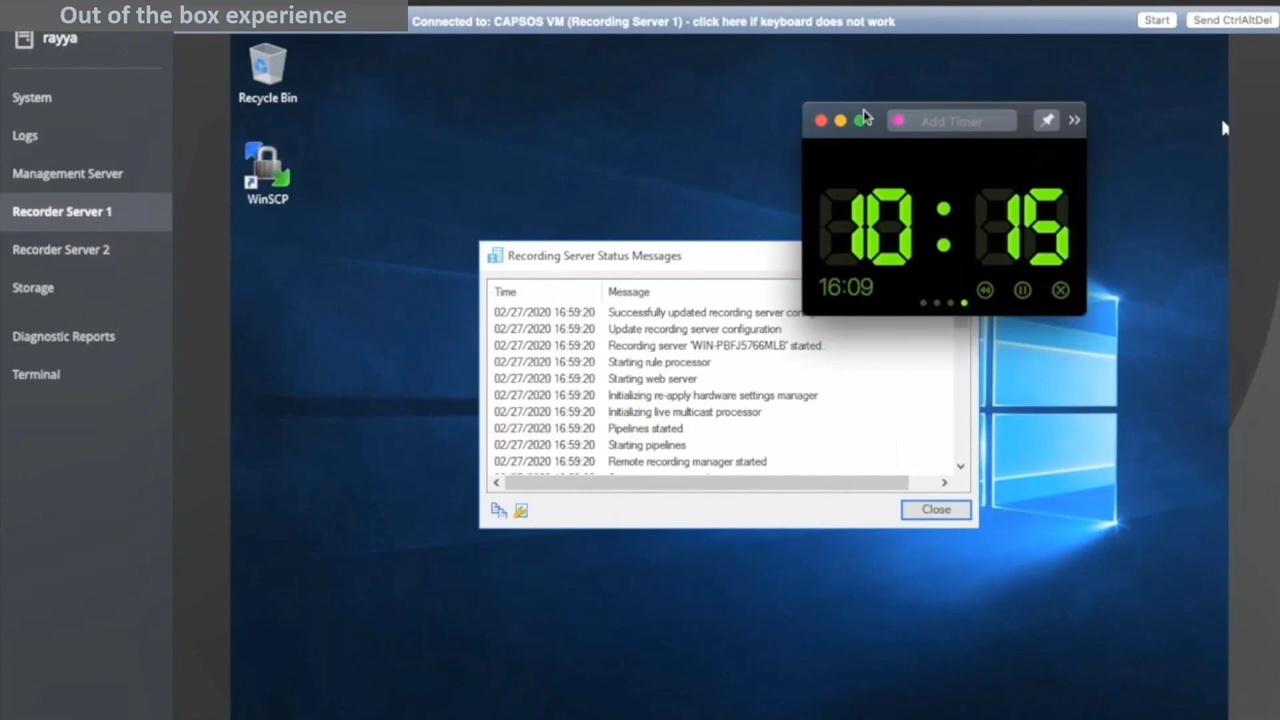 Out of the box experience
Connected to: CAPSOS VM (Recording Server 1) - click here if keyboard does not work
Start
Send CtrlAltDel
rayya
System
Logs
Management Server
Recorder Server 1
Recorder Server 2
Storage
Diagnostic Reports
Terminal
Recycle Bin
WinSCP
Add Timer
10:15
16:09
Recording Server Status Messages
Time Message
02/27/2020 16:59:20 Successfully updated recording server
02/27/2020 16:59:20 Update recording server configuration
02/27/2020 16:59:20 Recording server 'WIN-PBFJ5766MLB' started.
02/27/2020 16:59:20 Starting rule processor
02/27/2020 16:59:20 Starting web server
02/27/2020 16:59:20 Initializing re-apply hardware settings manager
02/27/2020 16:59:20 Initializing live multicast processor
02/27/2020 16:59:20 Pipelines started
02/27/2020 16:59:20 Starting pipelines
02/27/2020 16:59:20 Remote recording manager started
Close